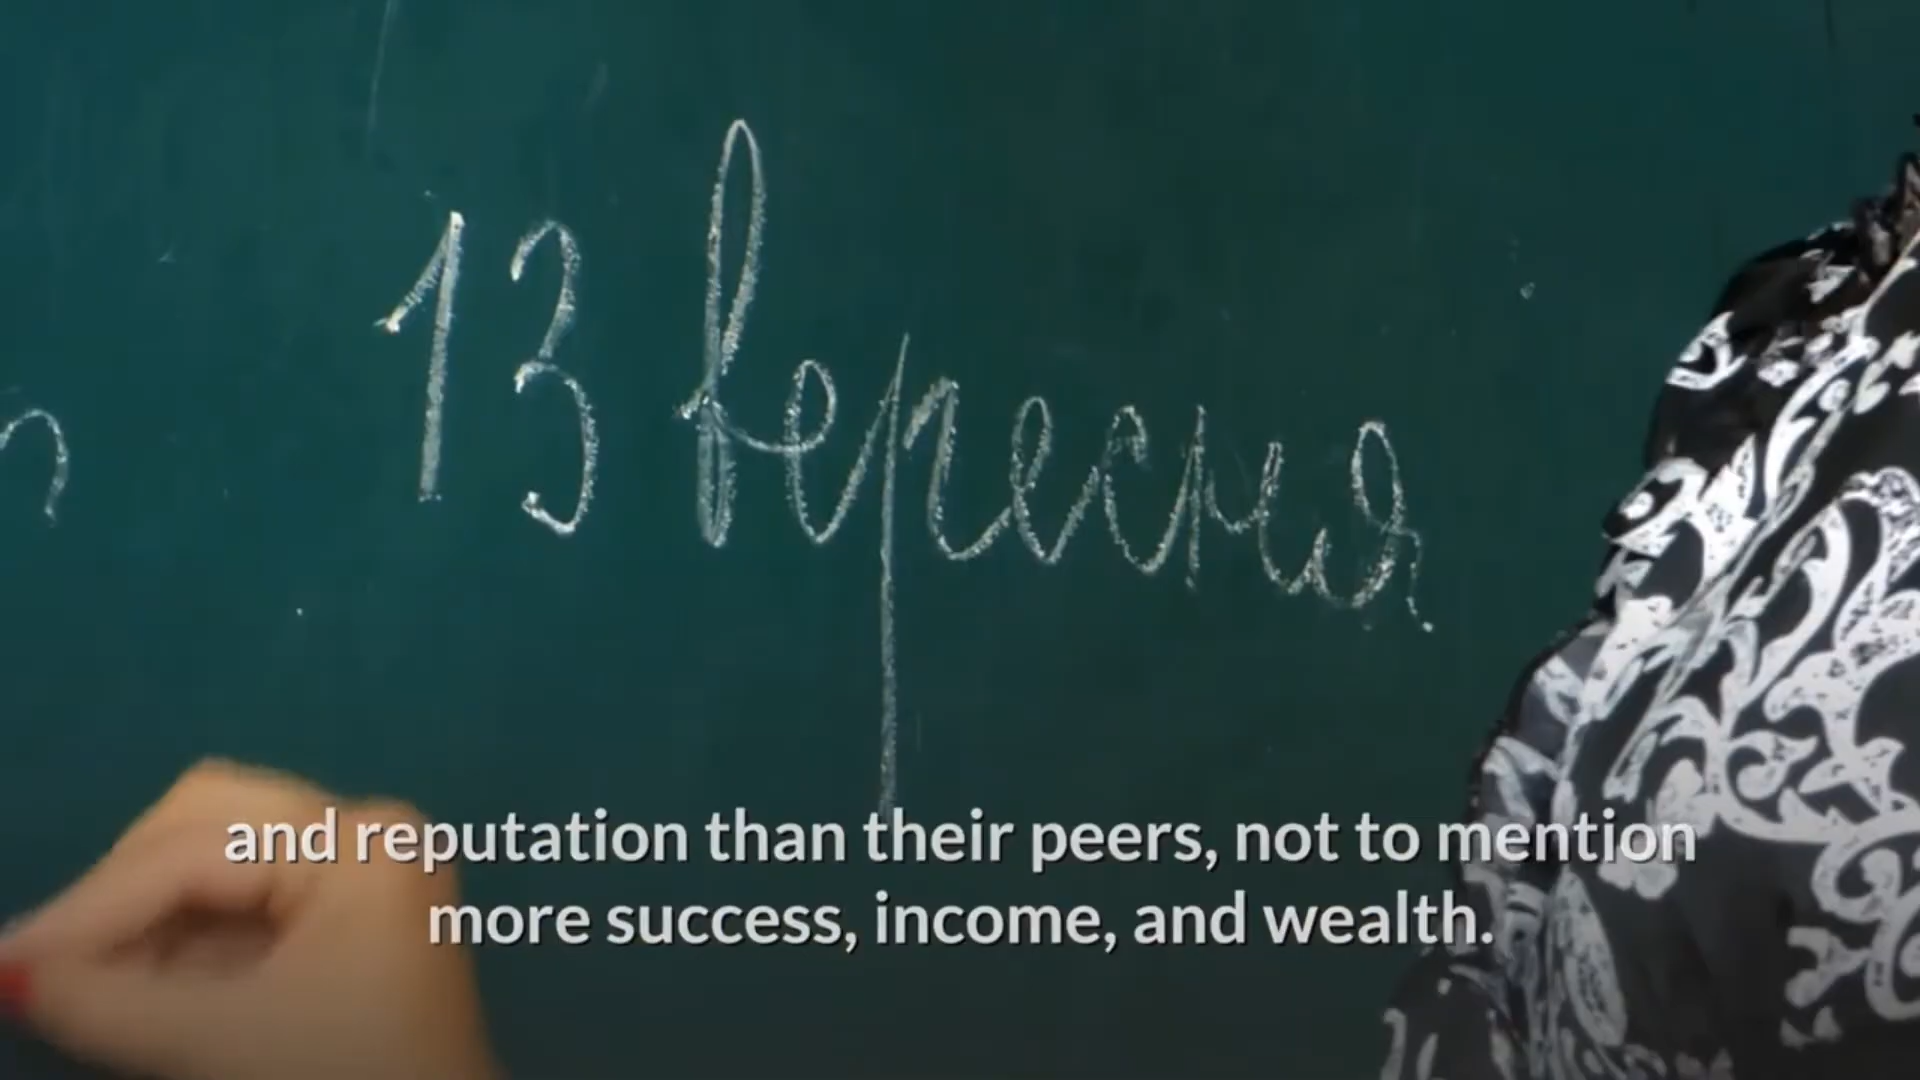 13 вересня
and reputation than their peers, not to mention
more success, income, and wealth.